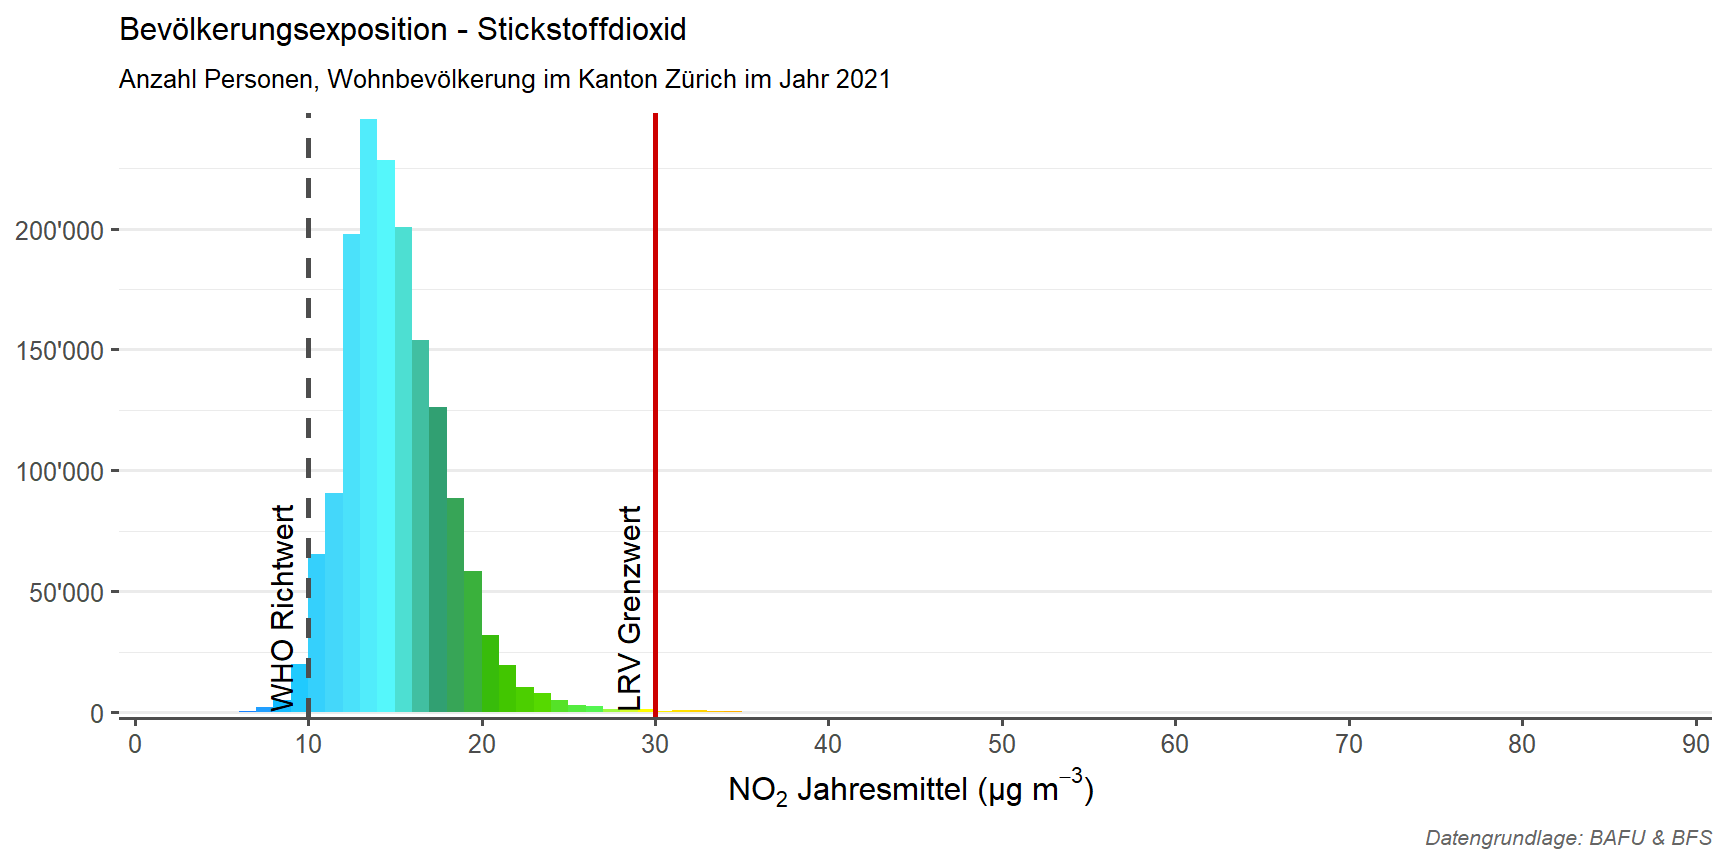 Bevölkerungsexposition - Stickstoffdioxid
Anzahl Personen, Wohnbevölkerung im Kanton Zürich im Jahr 2021
200'000
150'000
100'000
50'000
0
WHO Richtwert
LRV Grenzwert
0 10 20 30 40 50 60 70 80 90
NO₂ Jahresmittel (µg m⁻³)
Datengrundlage: BAFU & BFS